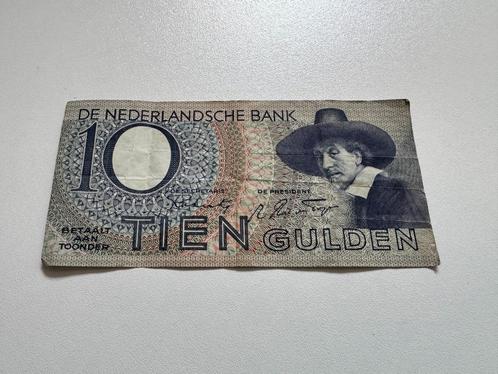 DE NEDERLANDSCHE BANK
10
DE SECRETARIS DE PRESIDENT
BETAALT
AAN
TOONDER
TIEN GULDEN